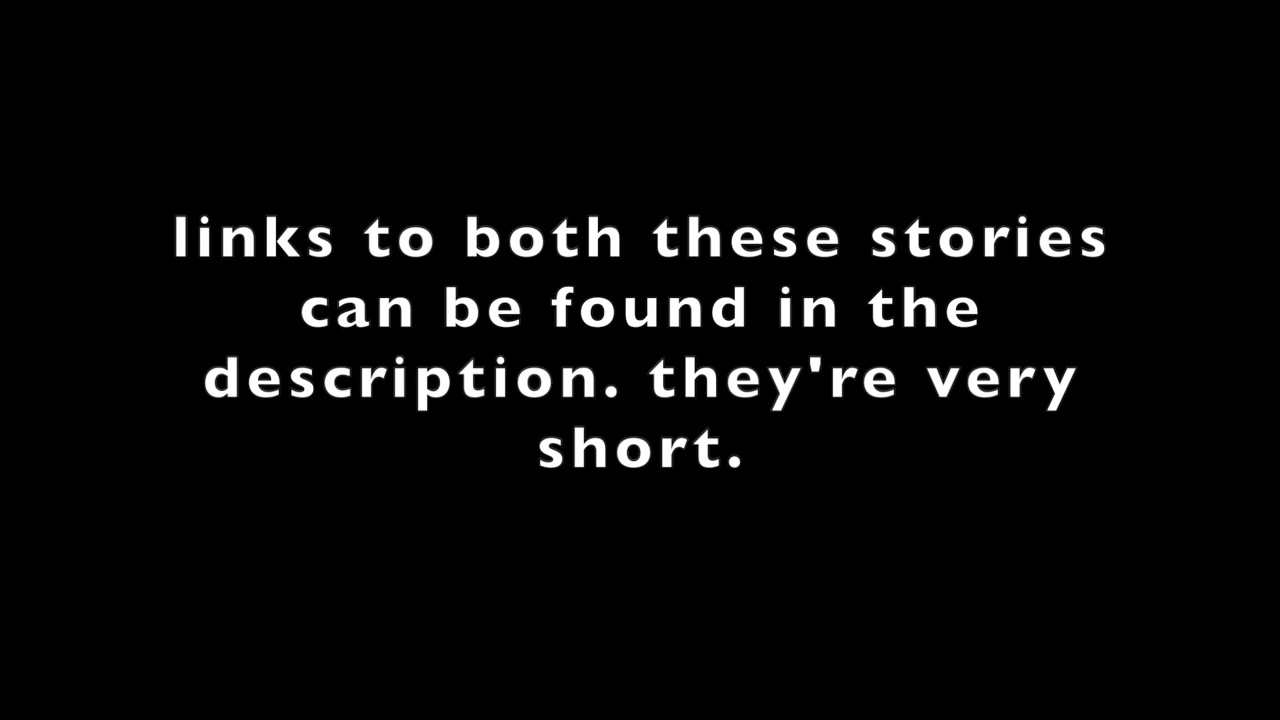 links to both these stories
can be found in the
description. they're very
short.